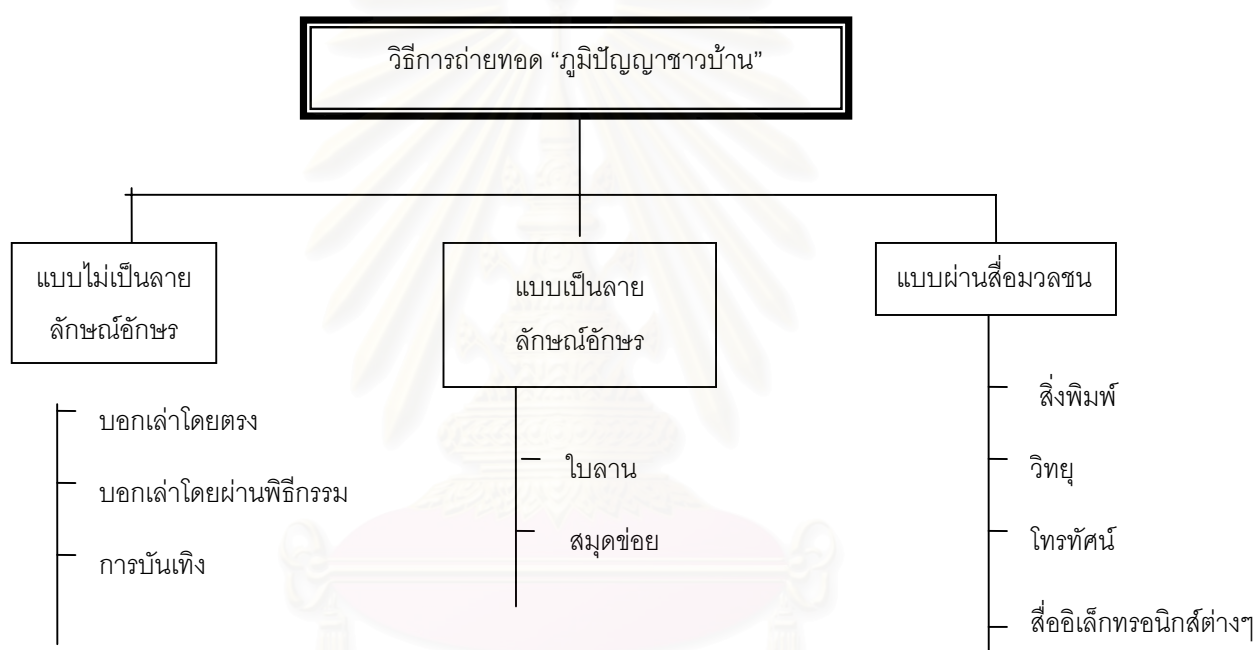 วิธีการถ่ายทอด “ภูมิปัญญาชาวบ้าน”
แบบไม่เป็นลาย
ลักษณ์อักษร
บอกเล่าโดยตรง
บอกเล่าโดยผ่านพิธีกรรม
การบันเทิง
แบบเป็นลาย
ลักษณ์อักษร
ใบลาน
สมุดข่อย
แบบผ่านสื่อมวลชน
สิ่งพิมพ์
วิทยุ
โทรทัศน์
สื่ออิเล็กทรอนิกส์ต่างๆ